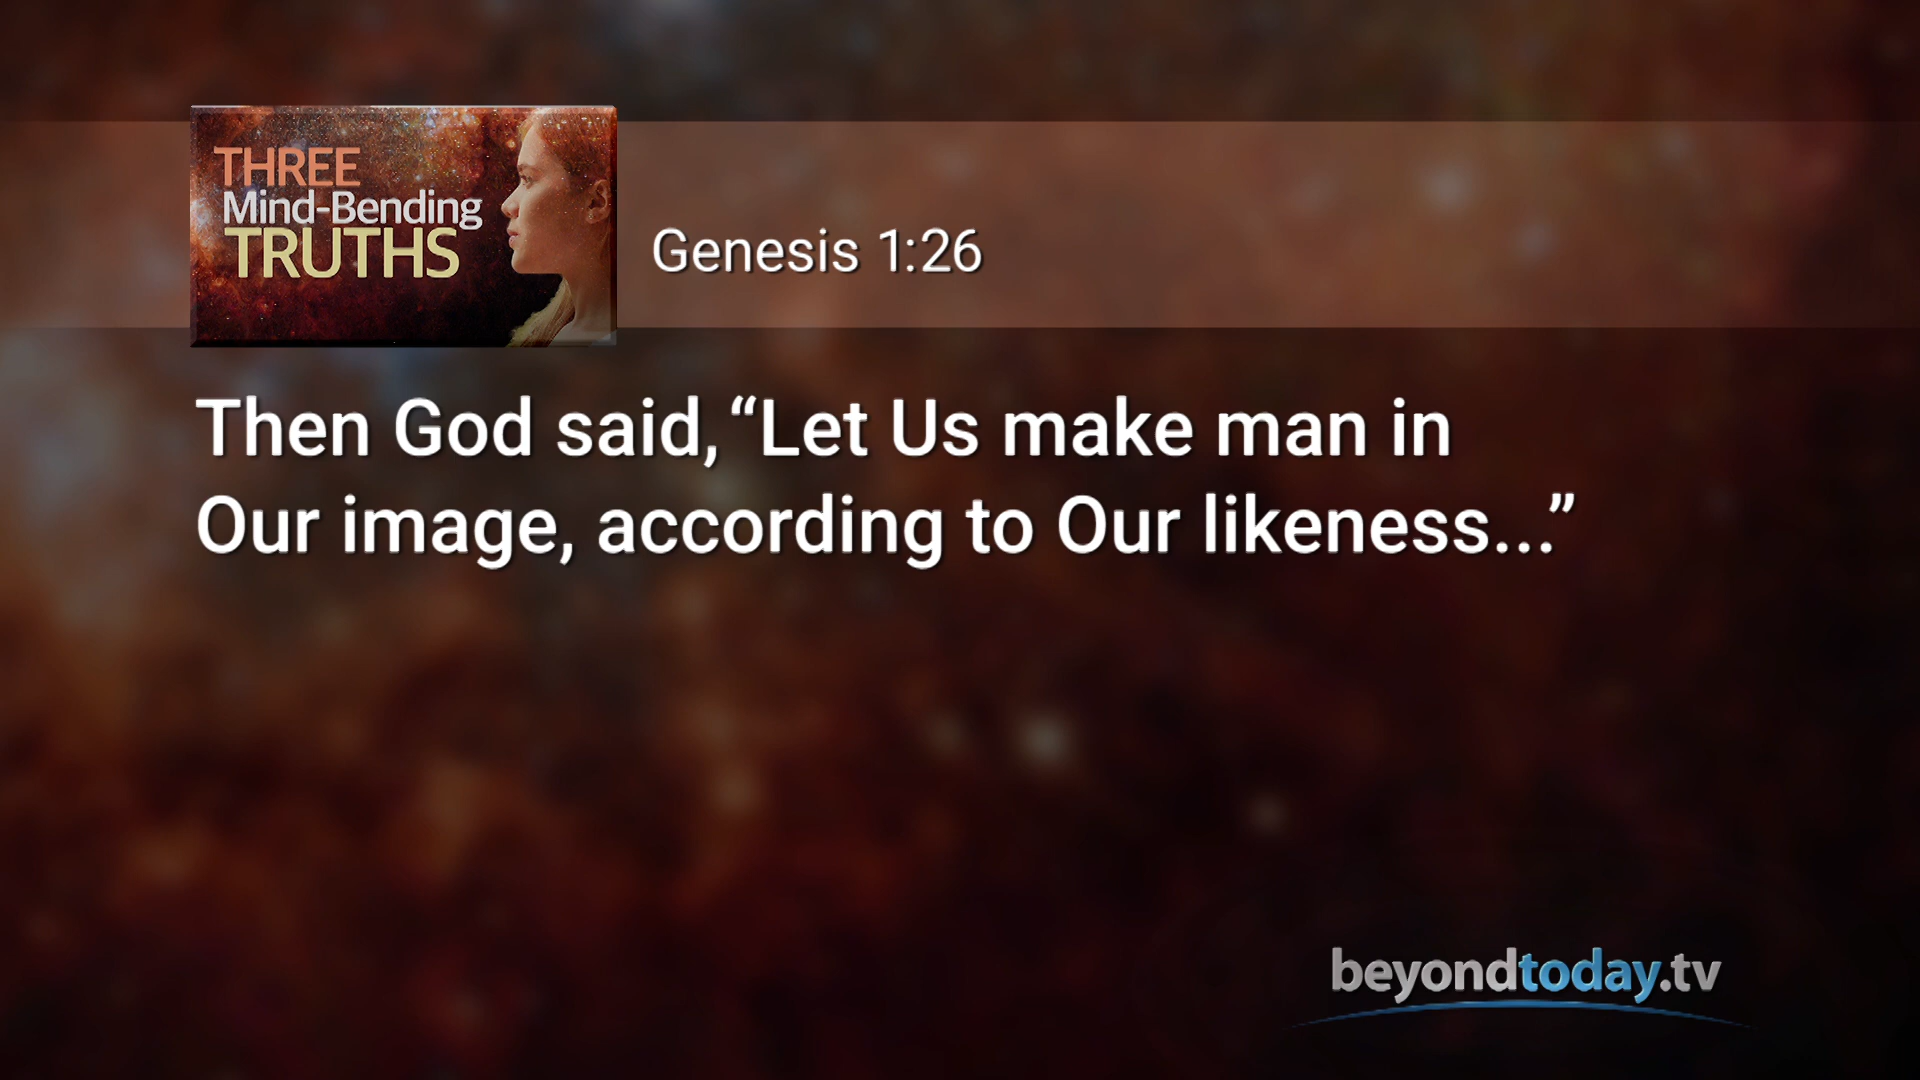 THREE
Mind-Bending
TRUTHS
Genesis 1:26
Then God said, “Let Us make man in
Our image, according to Our likeness...”
beyondtoday.tv